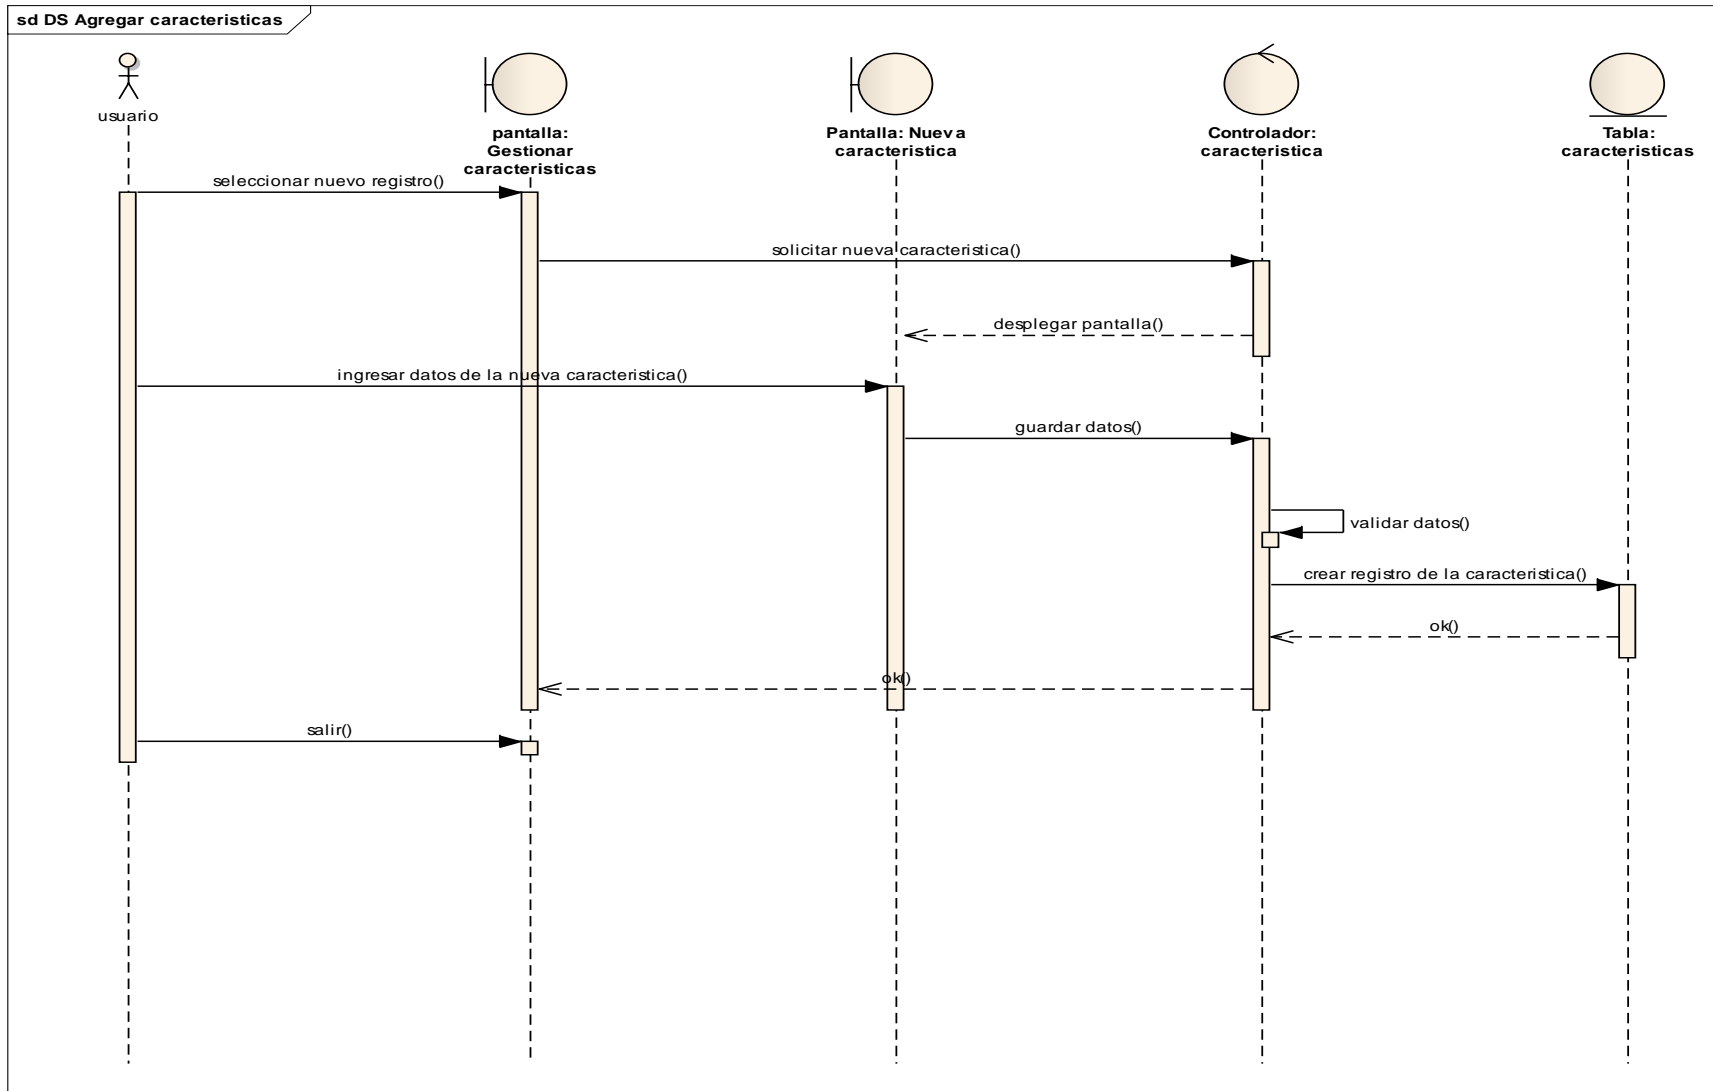 sd DS Agregar caracteristicas
usuario
pantalla:
Gestionar
caracteristicas
Pantalla: Nueva
caracteristica
Controlador:
caracteristica
Tabla:
caracteristicas
seleccionar nuevo registro()
solicitar nueva caracteristica()
desplegar pantalla()
ingresar datos de la nueva caracteristica()
guardar datos()
validar datos()
crear registro de la caracteristica()
ok()
ok()
salir()